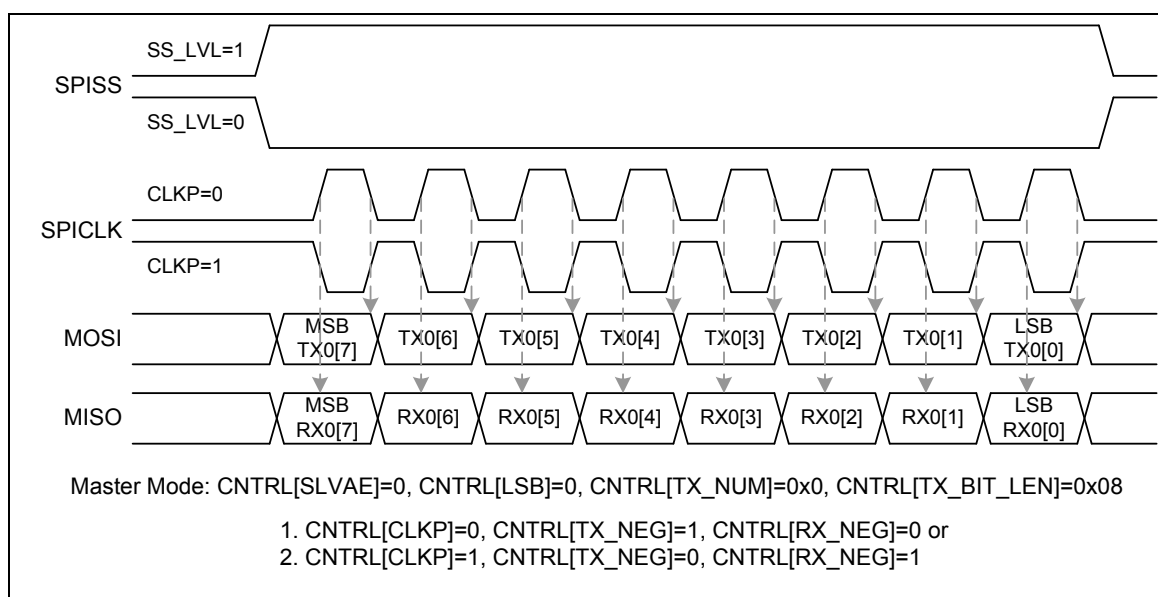 SS_LVL=1
SPISS
SS_LVL=0
CLKP=0
SPICLK
CLKP=1
MOSI
MSB TX0[7]
TX0[6]
TX0[5]
TX0[4]
TX0[3]
TX0[2]
TX0[1]
LSB TX0[0]
MISO
MSB RX0[7]
RX0[6]
RX0[5]
RX0[4]
RX0[3]
RX0[2]
RX0[1]
LSB RX0[0]
Master Mode: CNTRL[SLVAE]=0, CNTRL[LSB]=0, CNTRL[TX_NUM]=0x0, CNTRL[TX_BIT_LEN]=0x08
1. CNTRL[CLKP]=0, CNTRL[TX_NEG]=1, CNTRL[RX_NEG]=0 or
2. CNTRL[CLKP]=1, CNTRL[TX_NEG]=0, CNTRL[RX_NEG]=1